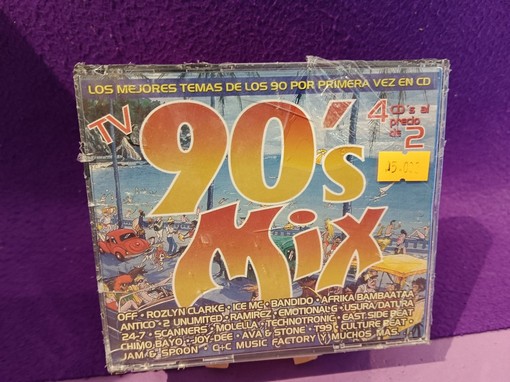 LOS MEJORES TEMAS DE LOS 90 POR PRIMERA VEZ EN CD
TV
90's
Mix
4 CD's al
precio
de 2
OFF • ROZLYN CLARKE • ICE MC • BANDIDO • AFRIKA BAMBAATAA
ANTICO • 2 UNLIMITED • RAMIREZ • EMOTIONAL G • USURA/DATURA
24-7 • SCANNERS • MOLELLA • TECHNOTRONIC • EAST SIDE BEAT
CHIMO BAYO • JOY-DEE • AVA & STONE • 1991 • CULTURE BEAT •
JAM & SPOON • C+C MUSIC FACTORY Y MUCHOS MAS